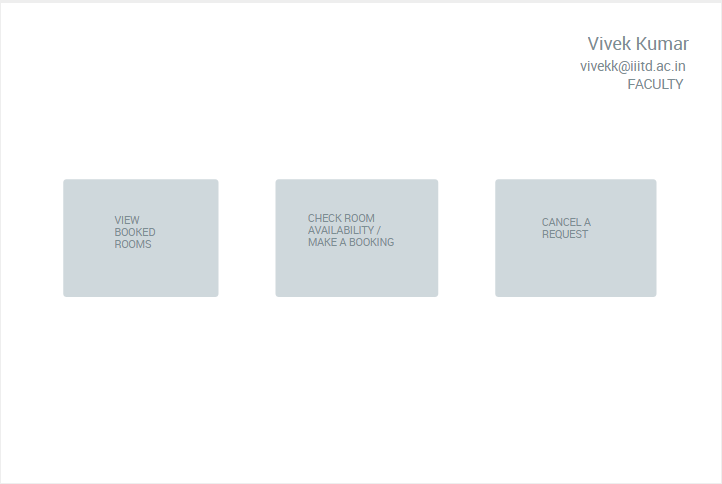 Vivek Kumar
vivekk@iiitd.ac.in
FACULTY
VIEW
BOOKED
ROOMS
CHECK ROOM
AVAILABILITY /
MAKE A BOOKING
CANCEL A
REQUEST